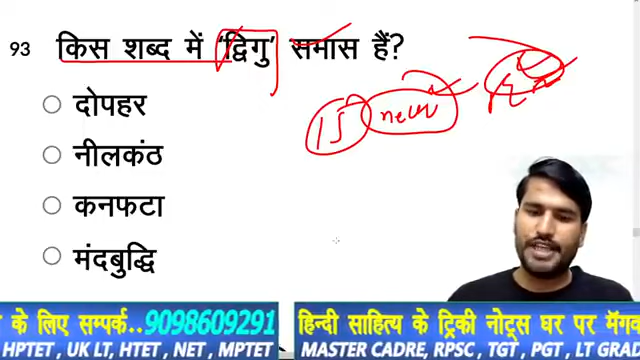 93 किस शब्द में 'द्विगु' समास हैं?
दोपहर
नीलकंठ
कनफटा
मंदबुद्धि
के लिए सम्पर्क..9098609291
हिन्दी साहित्य के ट्रिकी नोट्स घर पर मॅगव
HPTET , UK LT, HTET , NET , MPTET
MASTER CADRE, RPSC, TGT , PGT, LT GRAD